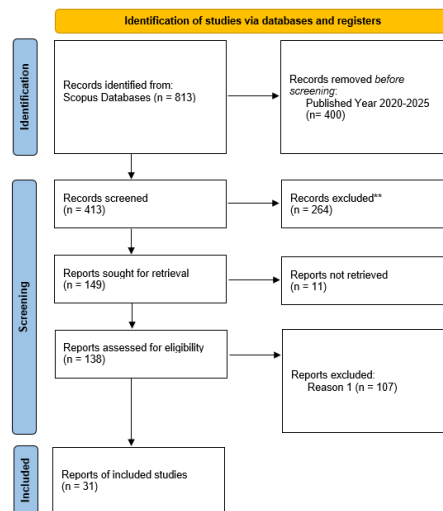 Identification of studies via databases and registers
Identification
Records identified from:
Scopus Databases (n = 813)
Records removed before
screening:
Published Year 2020-2025
(n= 400)
Screening
Records screened
(n = 413)
Records excluded**
(n = 264)
Reports sought for retrieval
(n = 149)
Reports not retrieved
(n = 11)
Reports assessed for eligibility
(n = 138)
Reports excluded:
Reason 1 (n = 107)
Included
Reports of included studies
(n = 31)